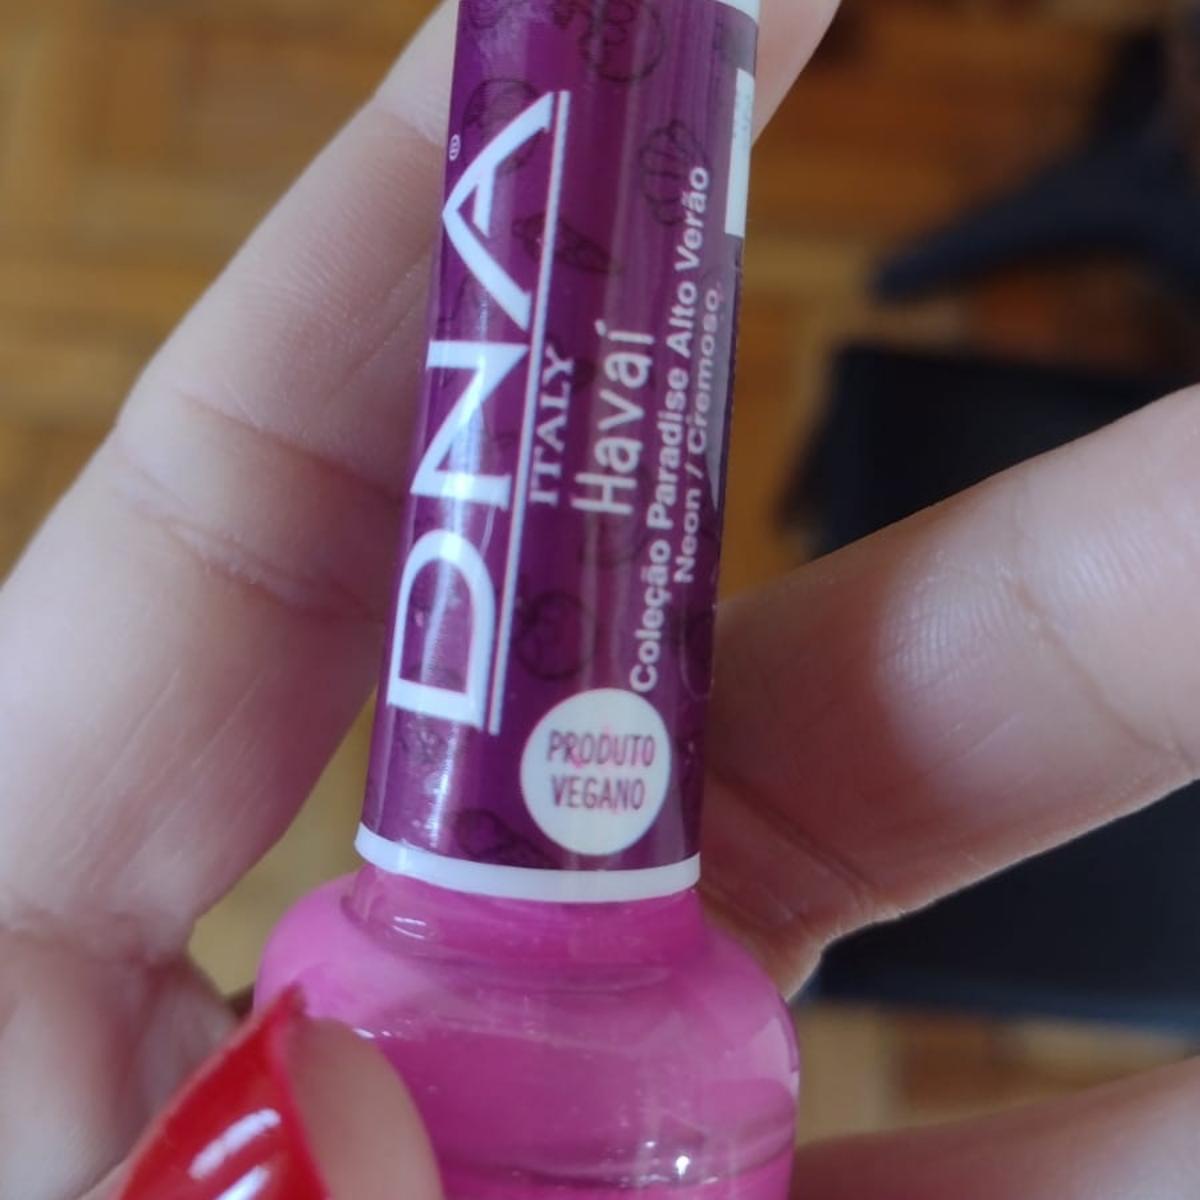 DNA®
ITALY
Havaí
Coleção Paradise Alto Verão
Neon / Cremoso
PRODUTO
VEGANO